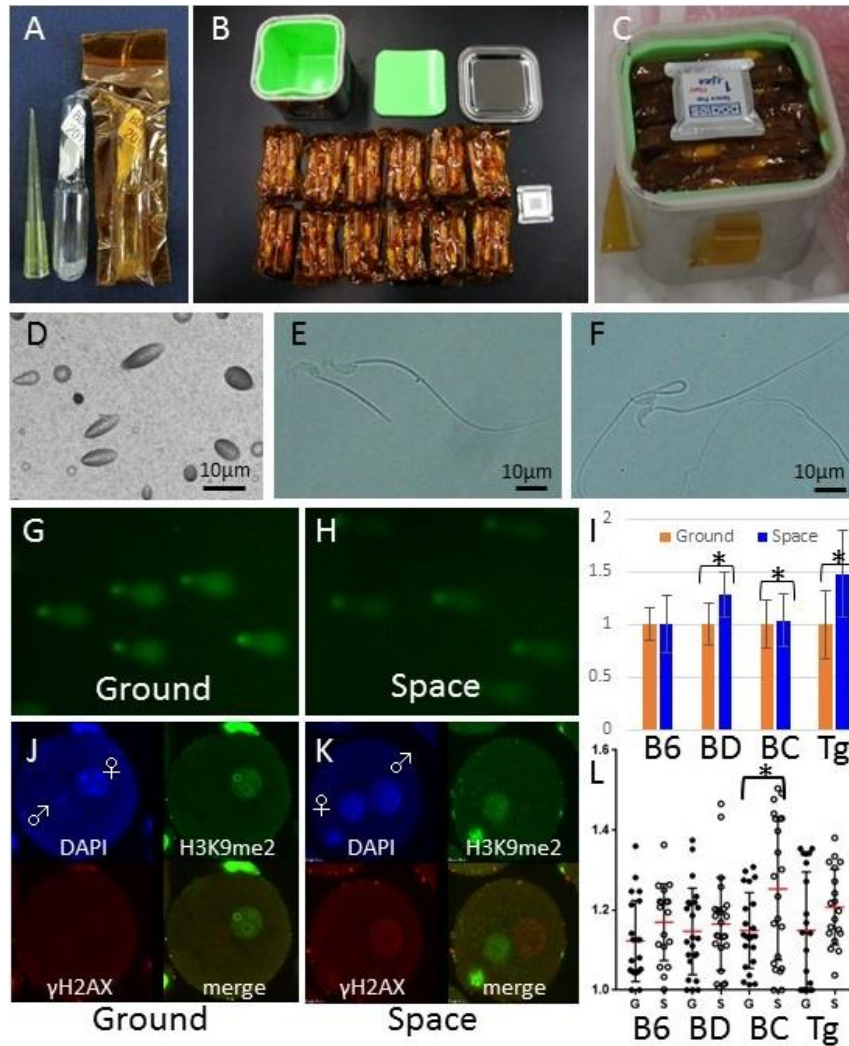 A
B
C
D
10µm
E
10µm
F
10µm
G
Ground
H
Space
I
Ground
Space
*
*
*
2
1.5
1
0.5
0
B6
BD
BC
Tg
J
♀
♂
DAPI
H3K9me2
γH2AX
merge
Ground
K
♂
♀
DAPI
H3K9me2
γH2AX
merge
Space
L
*
1.6
1.4
1.2
1.0
G S G S G S G S
B6 BD BC Tg